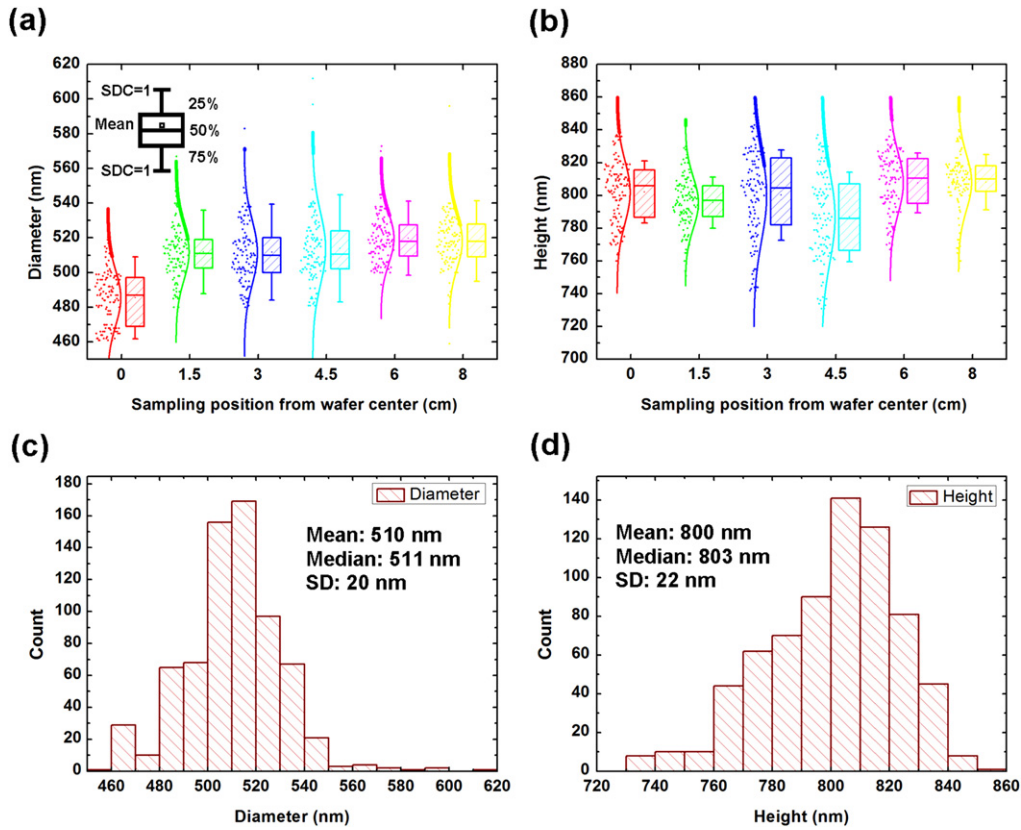 (a)
620
600
580
560
540
520
500
480
460
Diameter (nm)
SDC=1
25%
Mean
50%
75%
SDC=1
0 1.5 3 4.5 6 8
Sampling position from wafer center (cm)
(b)
880
860
840
820
800
780
760
740
720
700
Height (nm)
0 1.5 3 4.5 6 8
Sampling position from wafer center (cm)
(c)
180
160
140
120
100
80
60
40
20
0
Count
Diameter
Mean: 510 nm
Median: 511 nm
SD: 20 nm
460 480 500 520 540 560 580 600 620
Diameter (nm)
(d)
140
120
100
80
60
40
20
0
Count
Height
Mean: 800 nm
Median: 803 nm
SD: 22 nm
720 740 760 780 800 820 840 860
Height (nm)